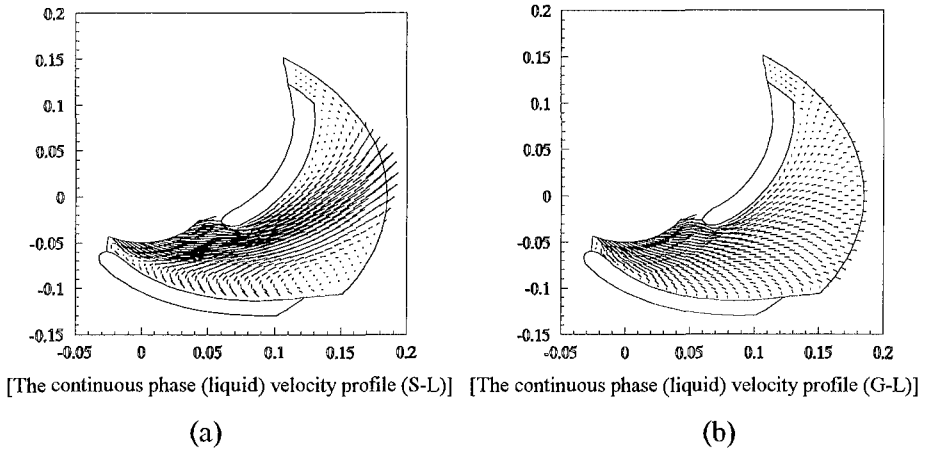 0.2
0.15
0.1
0.05
0
-0.05
-0.1
-0.15
-0.05 0 0.05 0.1 0.15 0.2
[The continuous phase (liquid) velocity profile (S-L)]
(a)
0.2
0.15
0.1
0.05
0
-0.05
-0.1
-0.15
-0.05 0 0.05 0.1 0.15 0.2
[The continuous phase (liquid) velocity profile (G-L)]
(b)